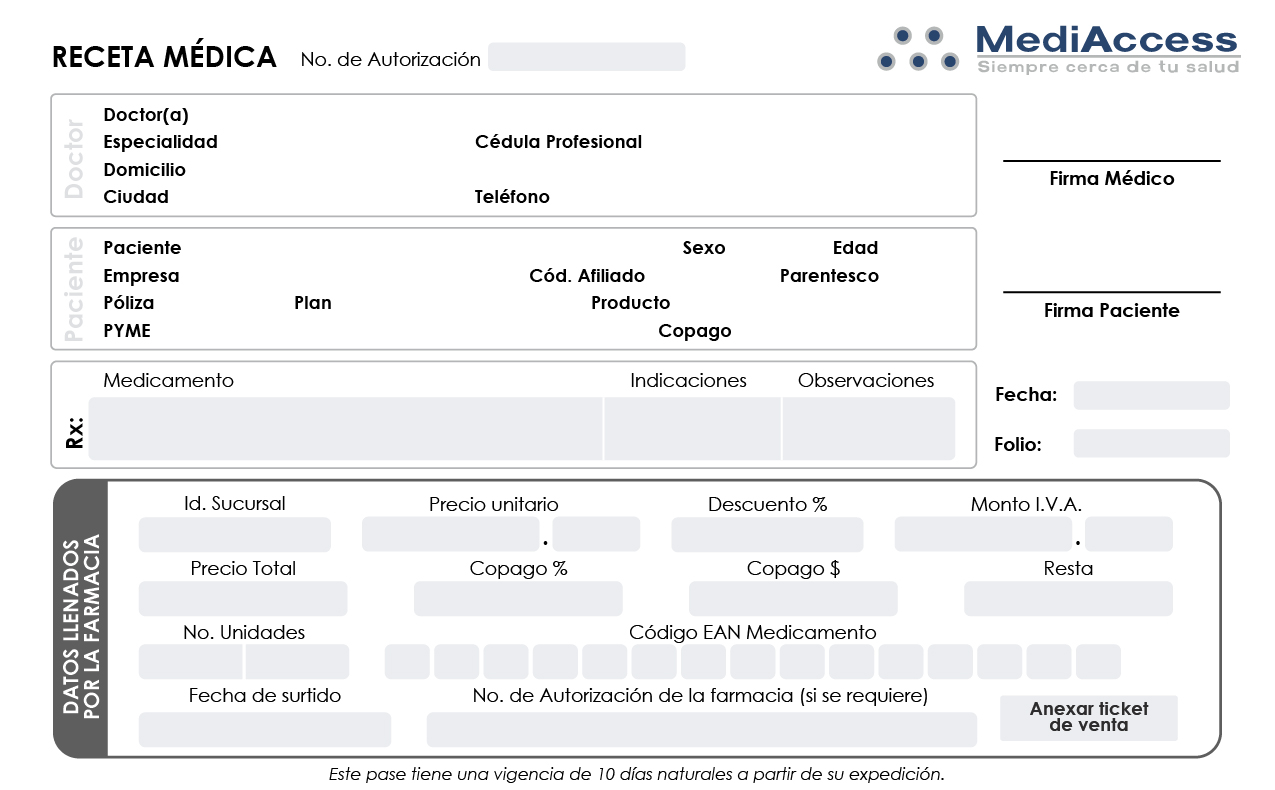 RECETA MÉDICA No. de Autorización
MediAccess
Siempre cerca de tu salud
Doctor
Doctor(a)
Especialidad Cédula Profesional
Domicilio
Ciudad Teléfono
Firma Médico
Paciente
Paciente Sexo Edad
Empresa Cód. Afiliado Parentesco
Póliza Plan Producto
PYME Copago
Firma Paciente
Rx:
Medicamento Indicaciones Observaciones
Fecha:
Folio:
DATOS LLENADOS
POR LA FARMACIA
Id. Sucursal Precio unitario Descuento % Monto I.V.A.
. .
Precio Total Copago % Copago $ Resta
No. Unidades Código EAN Medicamento
Fecha de surtido No. de Autorización de la farmacia (si se requiere)
Anexar ticket
de venta
Este pase tiene una vigencia de 10 días naturales a partir de su expedición.